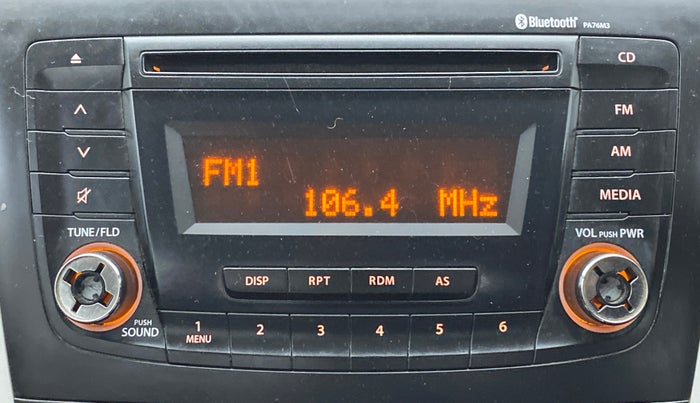 Bluetooth® PA76M3
CD
FM
AM
MEDIA
FM1
106.4 MHz
TUNE/FLD
VOL PUSH PWR
DISP RPT RDM AS
PUSH SOUND
1 MENU
2 3 4 5 6